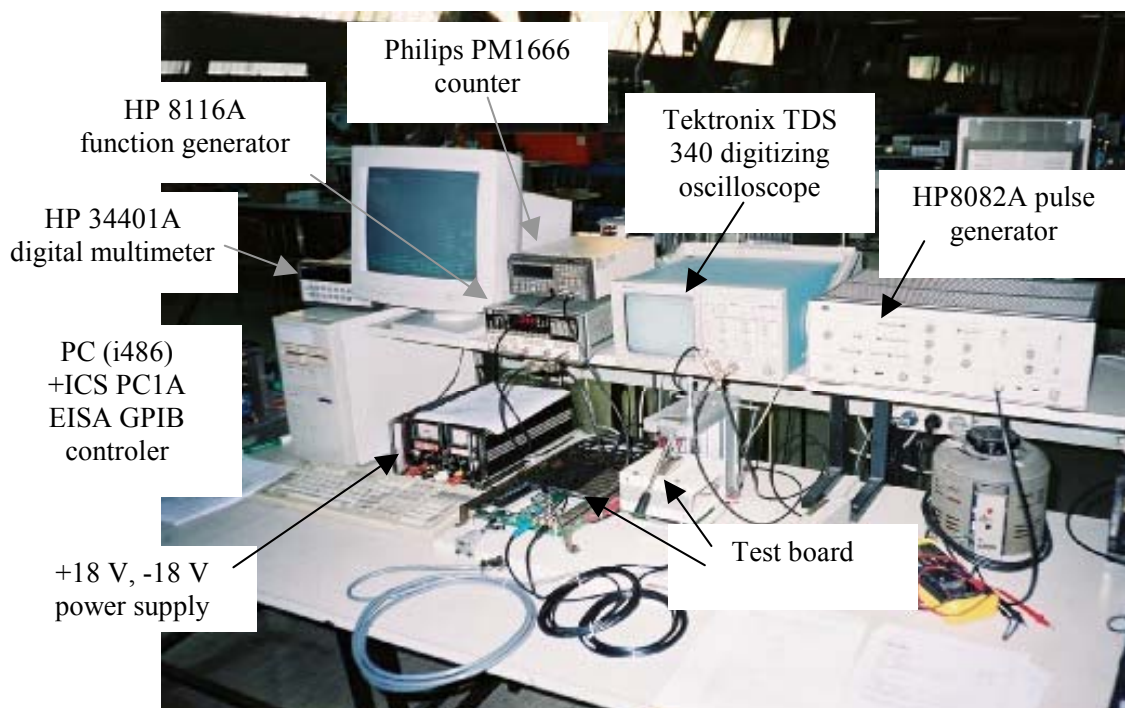 Philips PM1666
counter
HP 8116A
function generator
Tektronix TDS
340 digitizing
oscilloscope
HP8082A pulse
generator
HP 34401A
digital multimeter
PC (i486)
+ICS PC1A
EISA GPIB
controler
Test board
+18 V, -18 V
power supply